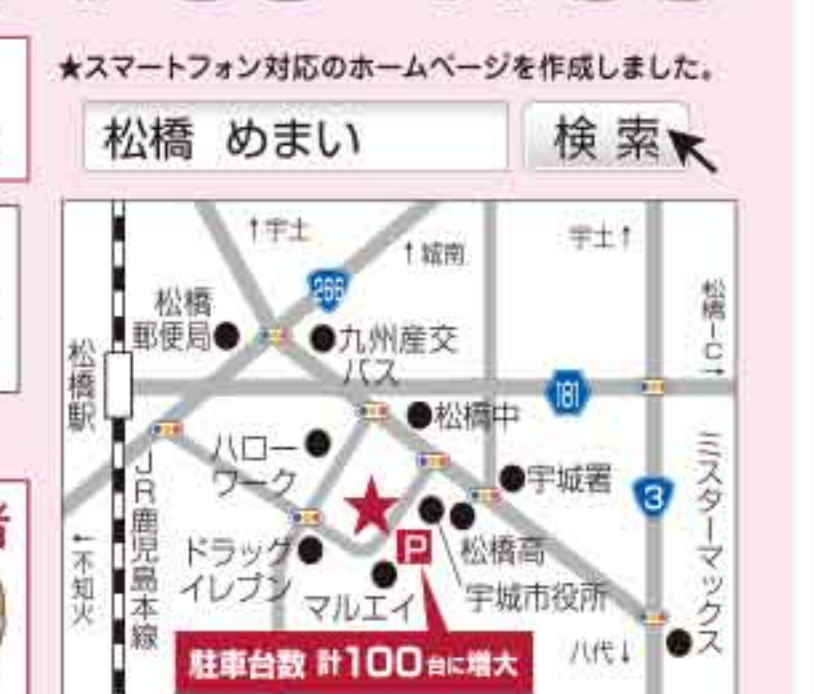 ★スマートフォン対応のホームページを作成しました。
松橋 めまい
検索
↑宇土
↑城南
宇土↑
266
松橋
郵便局
九州産交
バス
松橋IC→
松橋駅
181
松橋中
ハロー
ワーク
宇城署
3
ミスターマックス
JR鹿児島本線
←不知火
P
ドラッグ
イレブン
松橋高
マルエイ
宇城市役所
八代↓
駐車台数 計100台に増大
者